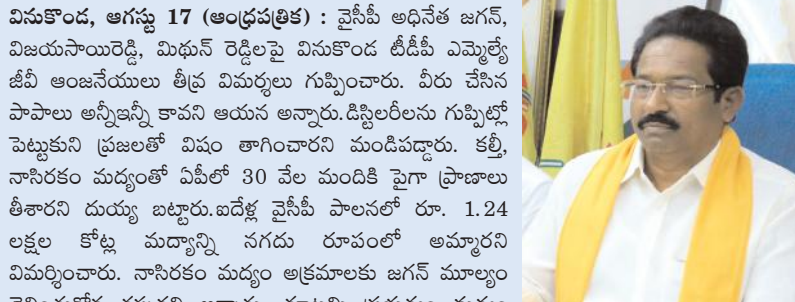 వినుకొండ, ఆగస్టు 17 (ఆంధ్రపత్రిక) : వైసీపీ అధినేత జగన్,
విజయసాయిరెడ్డి, మిథున్ రెడ్డిలపై వినుకొండ టీడీపీ ఎమ్మెల్యే
జీవీ ఆంజనేయులు తీవ్ర విమర్శలు గుప్పించారు. వీరు చేసిన
పాపాలు అన్నీఇన్నీ కావని ఆయన అన్నారు.డిస్టిలరీలను గుప్పిట్లో
పెట్టుకుని ప్రజలతో విషం తాగించారని మండిపడ్డారు. కల్తీ,
నాసిరకం మద్యంతో ఏపీలో 30 వేల మందికి పైగా ప్రాణాలు
తీశారని దుయ్య బట్టారు.ఐదేళ్ల వైసీపీ పాలనలో రూ. 1.24
లక్షల కోట్ల మద్యాన్ని నగదు రూపంలో అమ్మారని
విమర్శించారు. నాసిరకం మద్యం అక్రమాలకు జగన్ మూల్యం